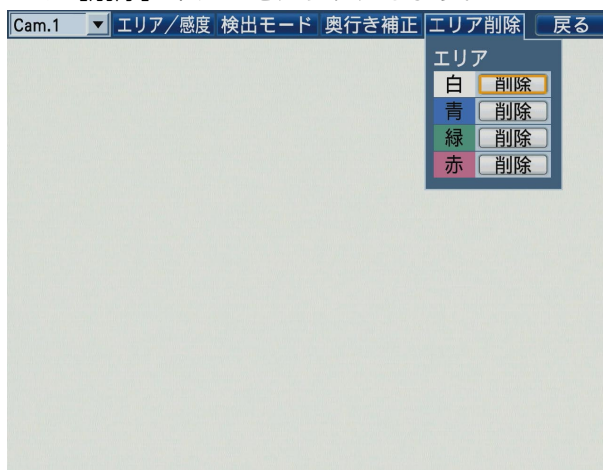 Cam.1 エリア／感度 検出モード 奥行き補正 エリア削除 戻る
エリア
白 削除
青 削除
緑 削除
赤 削除